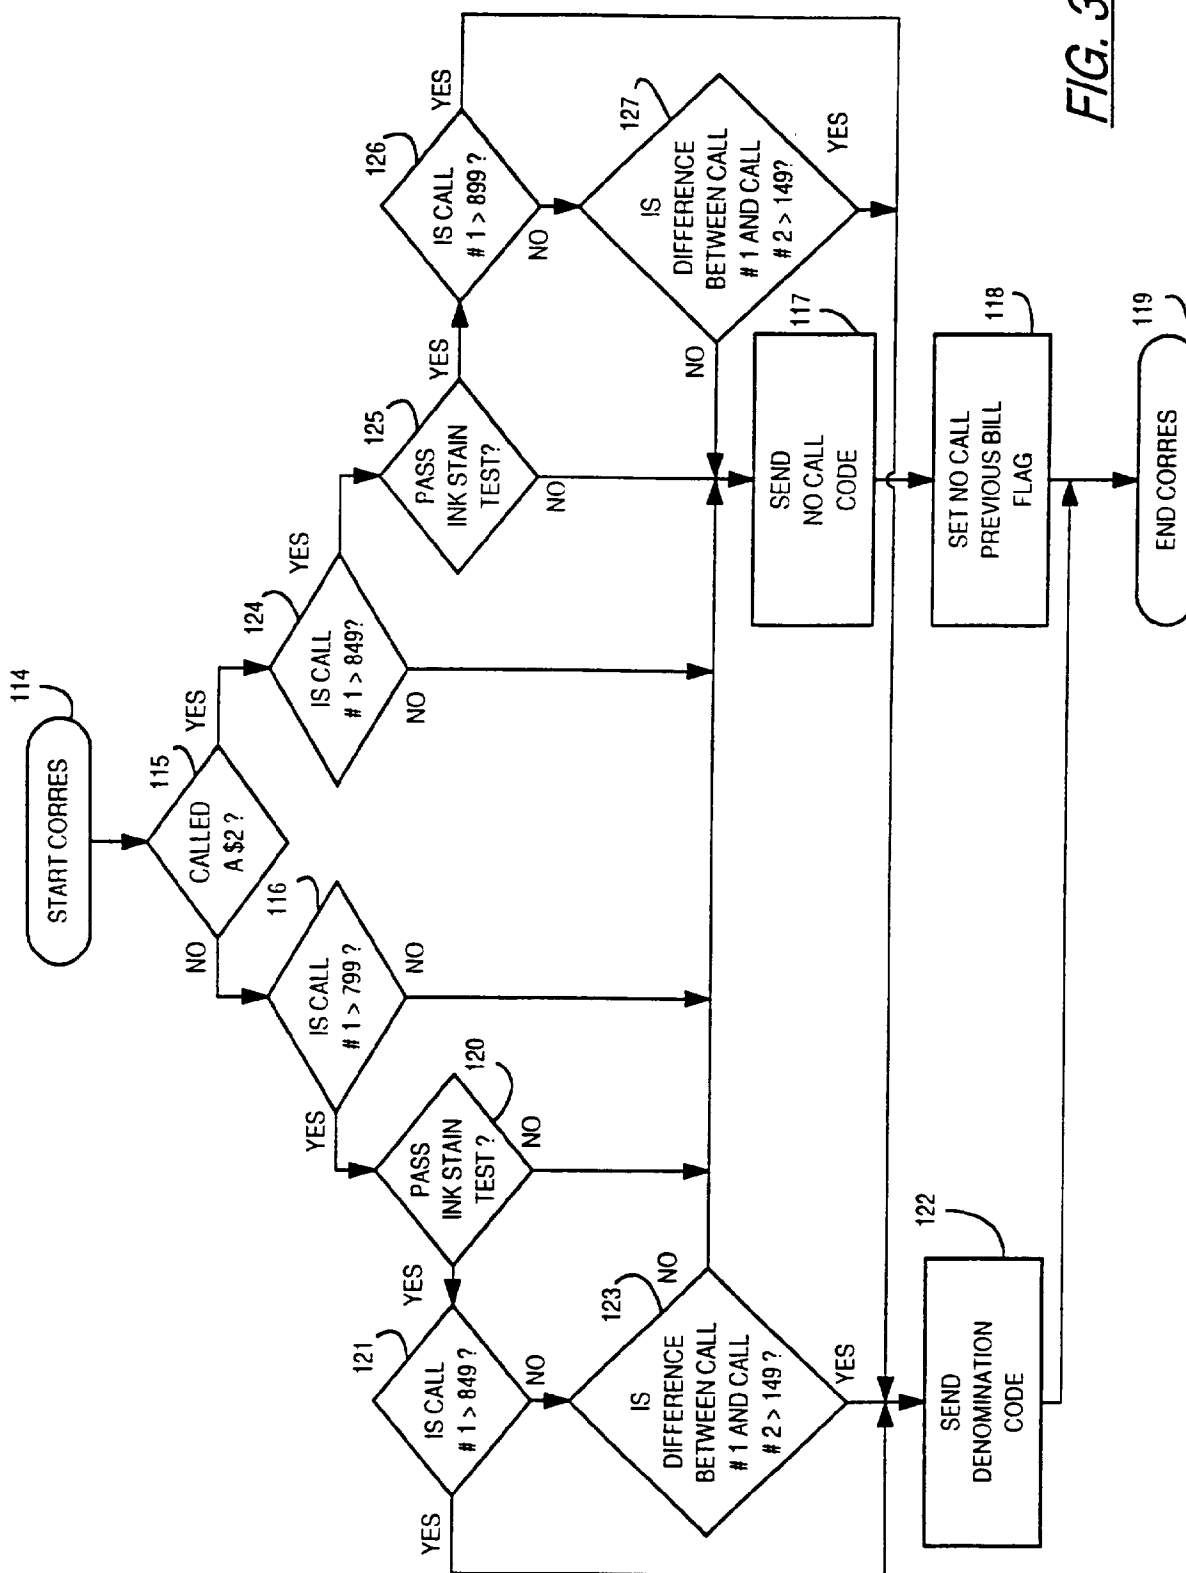 START CORRES
114
CALLED
A $2 ?
115
NO
YES
IS CALL
# 1 > 799 ?
116
YES
NO
IS CALL
# 1 > 849?
124
YES
NO
PASS
INK STAIN
TEST ?
120
YES
NO
PASS
INK STAIN
TEST?
125
YES
NO
IS CALL
# 1 > 849 ?
121
YES
NO
IS CALL
# 1 > 899 ?
126
YES
NO
IS
DIFFERENCE
BETWEEN CALL
# 1 AND CALL
# 2 > 149 ?
123
NO
YES
IS
DIFFERENCE
BETWEEN CALL
# 1 AND CALL
# 2 > 149?
127
NO
YES
SEND
NO CALL
CODE
117
SEND
DENOMINATION
CODE
122
SET NO CALL
PREVIOUS BILL
FLAG
118
END CORRES
119
FIG. 3